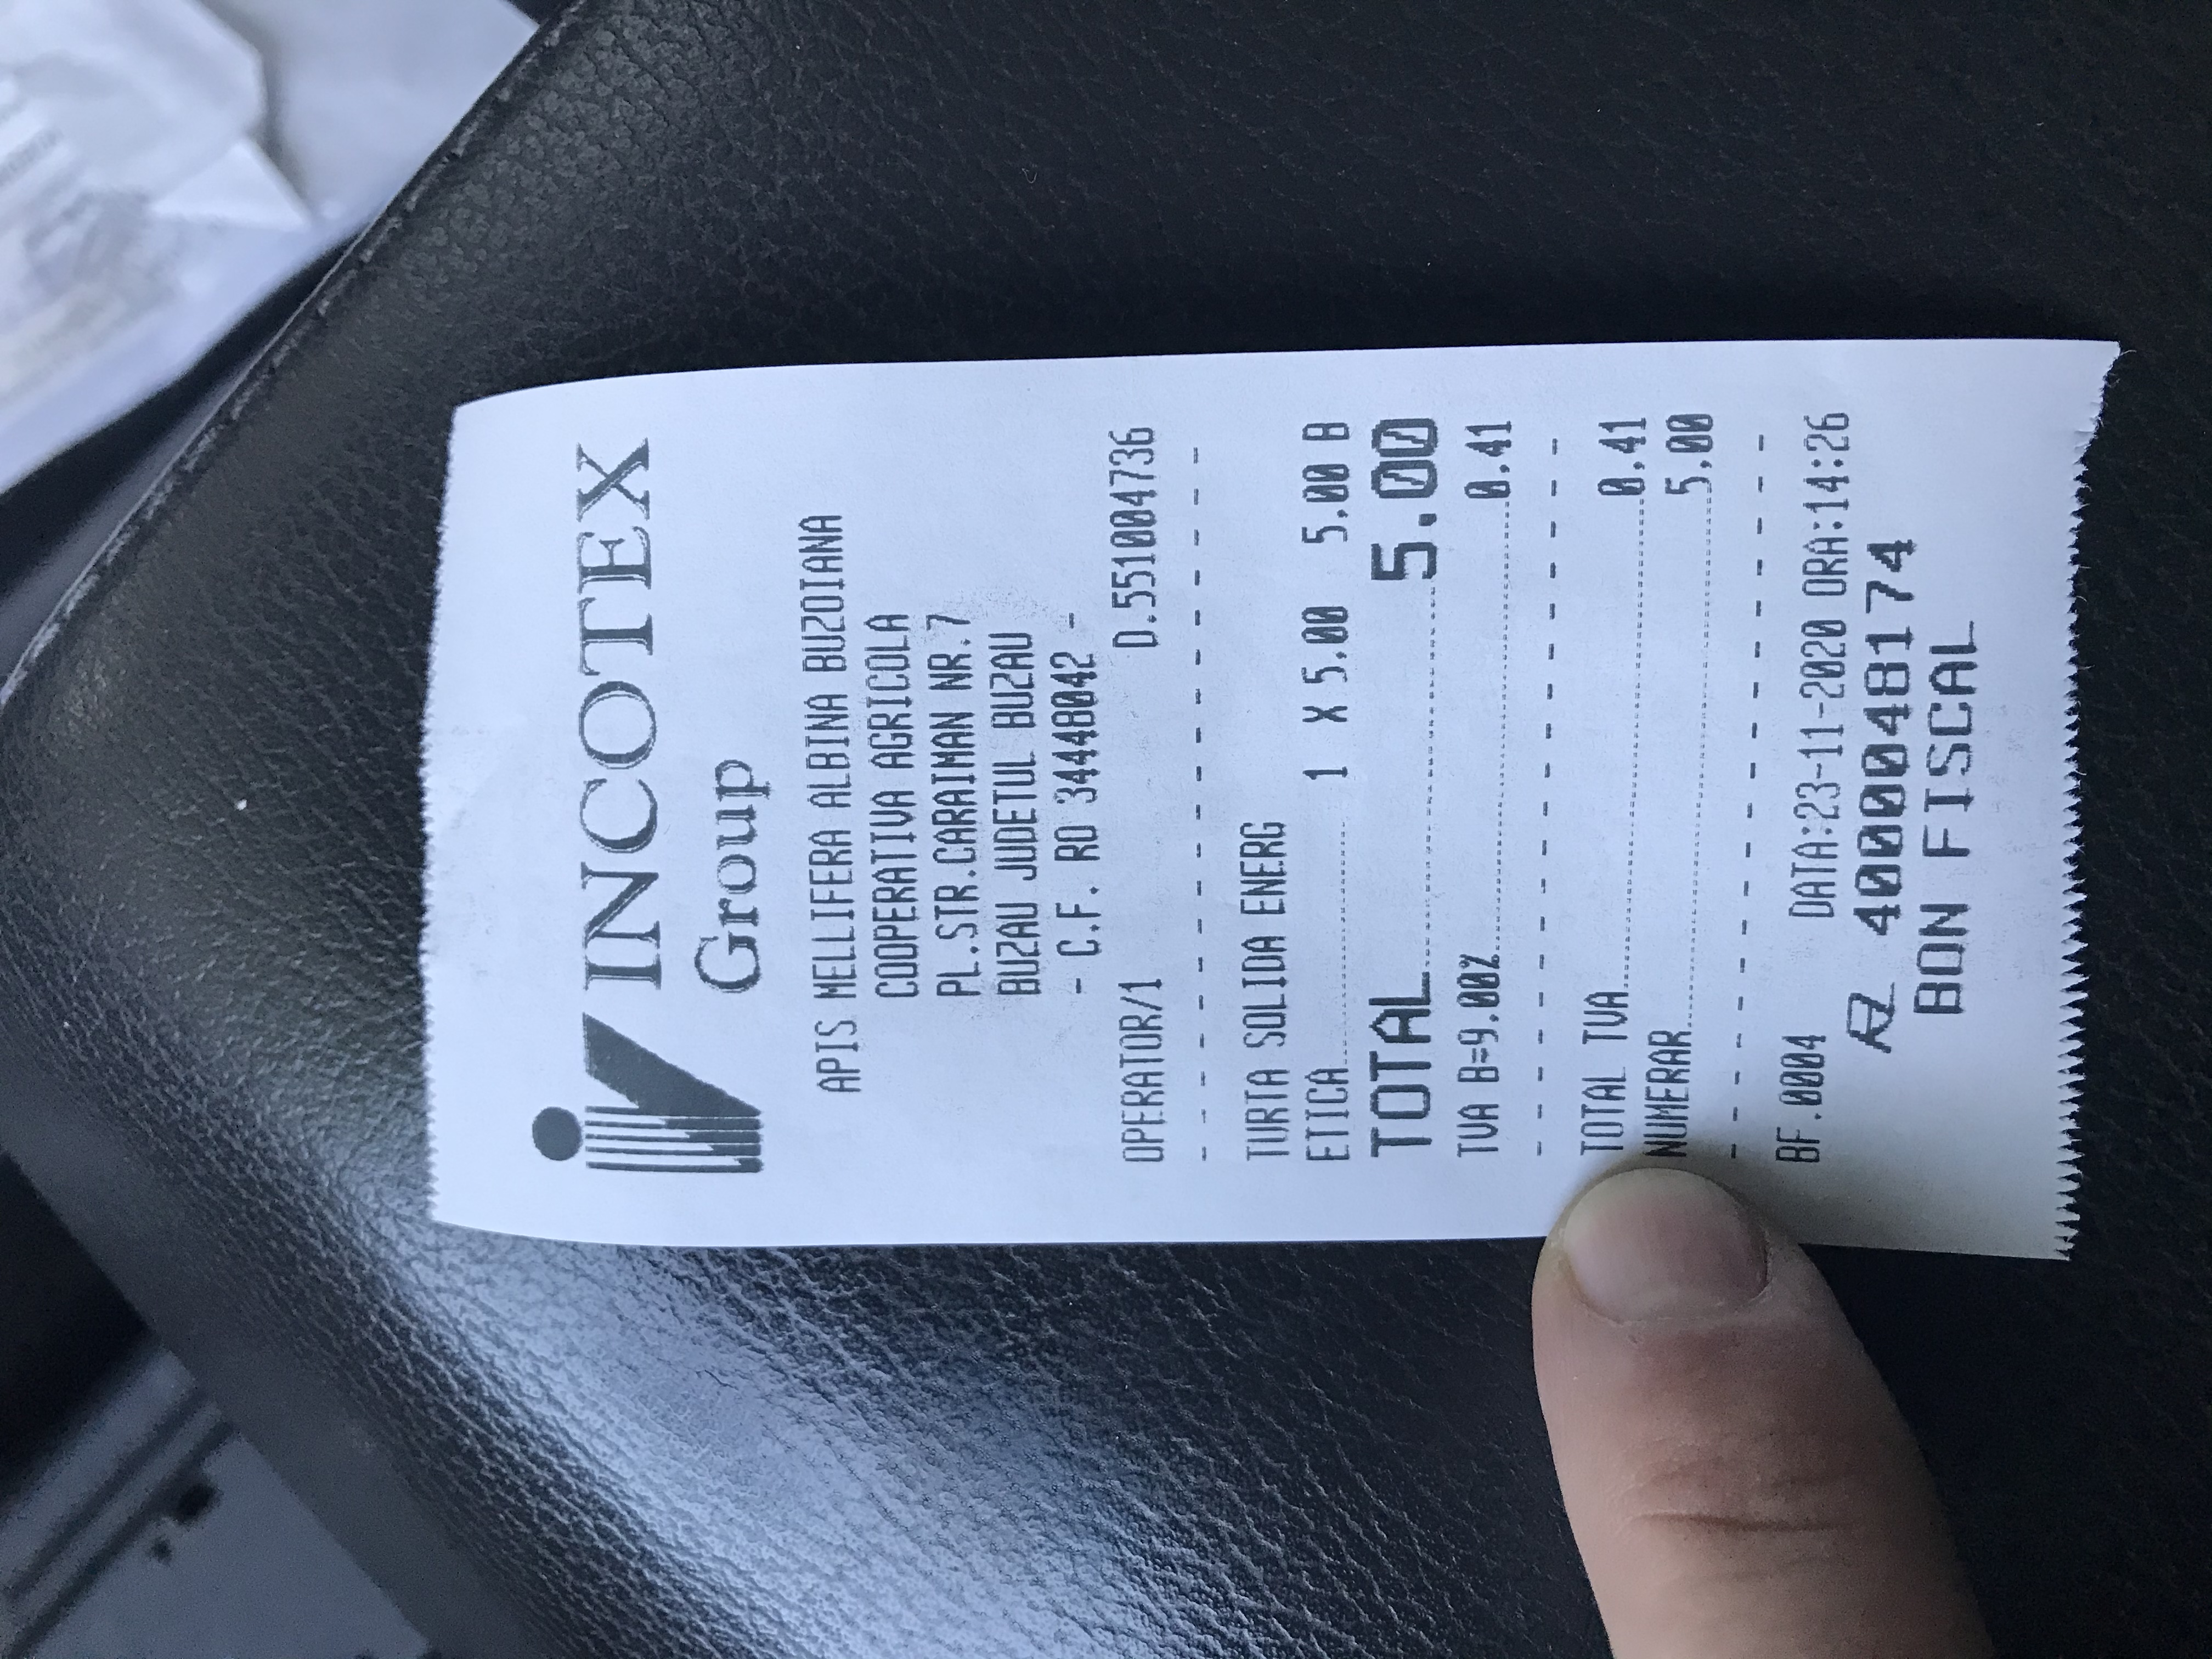 INCOTEX
Group
APIS MELLIFERA ALBINA BUZOIANA
COOPERATIVA AGRICOLA
PL.STR.CARAIMAN NR.7
BUZAU JUDETUL BUZAU
- C.F. RO 34448042 -
OPERATOR/1 D.5510004736
- - - - - - - - - - - - - - - - - -
TURTA SOLIDA ENERG
ETICA.................... 1 X 5,00 5,00 B
TOTAL.................... 5.00
TVA B=9.00%.................... 0.41
- - - - - - - - - - - - - - - - - -
TOTAL TVA.................... 0.41
NUMERAR.................... 5,00
- - - - - - - - - - - - - - - - - -
BF.0004 DATA:23-11-2020 ORA:14:26
4000048174
BON FISCAL